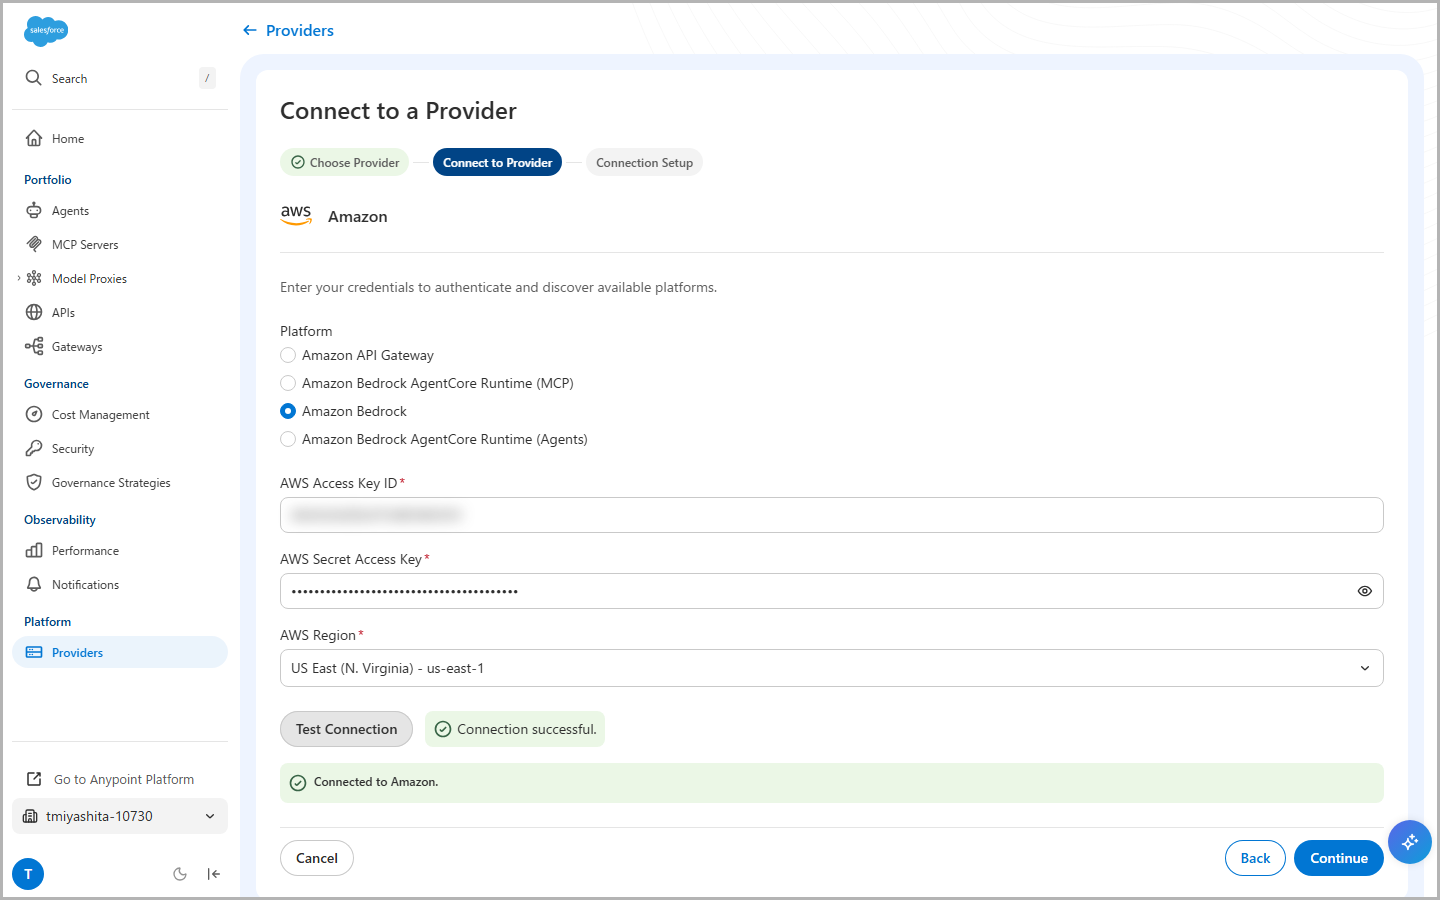 salesforce
Search /
Home
Portfolio
Agents
MCP Servers
Model Proxies
APIs
Gateways
Governance
Cost Management
Security
Governance Strategies
Observability
Performance
Notifications
Platform
Providers
Go to Anypoint Platform
tmiyashita-10730
T
Providers
Connect to a Provider
Choose Provider Connect to Provider Connection Setup
aws Amazon
Enter your credentials to authenticate and discover available platforms.
Platform
Amazon API Gateway
Amazon Bedrock AgentCore Runtime (MCP)
Amazon Bedrock
Amazon Bedrock AgentCore Runtime (Agents)
AWS Access Key ID*
AWS Secret Access Key*
••••••••••••••••••••••••••••••••••••••••
AWS Region*
US East (N. Virginia) - us-east-1
Test Connection Connection successful.
Connected to Amazon.
Cancel Back Continue